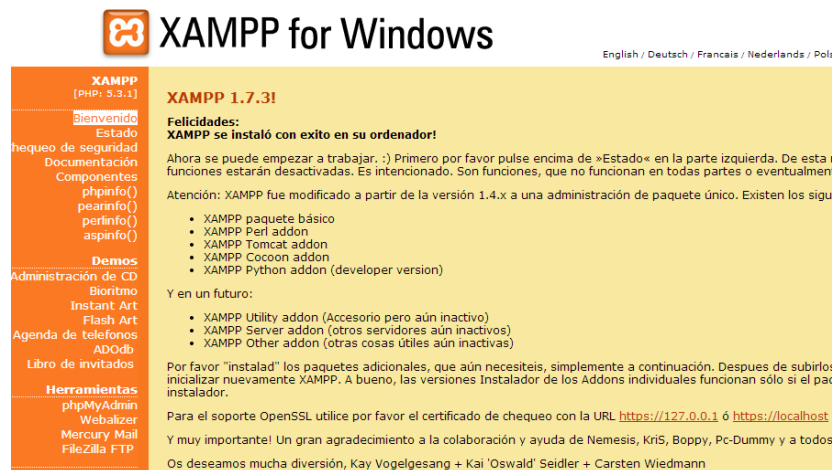 XAMPP for Windows
English / Deutsch / Francais / Nederlands /
XAMPP
[PHP: 5.3.1]
Bienvenido
Estado
hequeo de seguridad
Documentación
Componentes
phpinfo()
pearinfo()
perlinfo()
aspinfo()
Demos
Administración de CD
Bioritmo
Instant Art
Flash Art
Agenda de telefonos
ADOdb
Libro de invitados
Herramientas
phpMyAdmin
Webalizer
Mercury Mail
FileZilla FTP
XAMPP 1.7.3!
Felicidades:
XAMPP se instaló con exito en su ordenador!
Ahora se puede empezar a trabajar. :) Primero por favor pulse encima de »Estado« en la parte izquierda. De esta
funciones estarán desactivadas. Es intencionado. Son funciones, que no funcionan en todas partes o
Atención: XAMPP fue modificado a partir de la versión 1.4.x a una administración de paquete único. Existen los
XAMPP paquete básico
XAMPP Perl addon
XAMPP Tomcat addon
XAMPP Cocoon addon
XAMPP Python addon (developer version)
Y en un futuro:
XAMPP Utility addon (Accesorio pero aún inactivo)
XAMPP Server addon (otros servidores aún inactivos)
XAMPP Other addon (otras cosas útiles aún inactivas)
Por favor "instalad" los paquetes adicionales, que aún necesiteis, simplemente a continuación. Despues de subirlos
inicializar nuevamente XAMPP. A bueno, las versiones Instalador de los Addons individuales funcionan sólo si el
instalador.
Para el soporte OpenSSL utilice por favor el certificado de chequeo con la URL https://127.0.0.1 ó https://localhost
Y muy importante! Un gran agradecimiento a la colaboración y ayuda de Nemesis, KriS, Boppy, Pc-Dummy y a todos
Os deseamos mucha diversión, Kay Vogelgesang + Kai 'Oswald' Seidler + Carsten Wiedmann